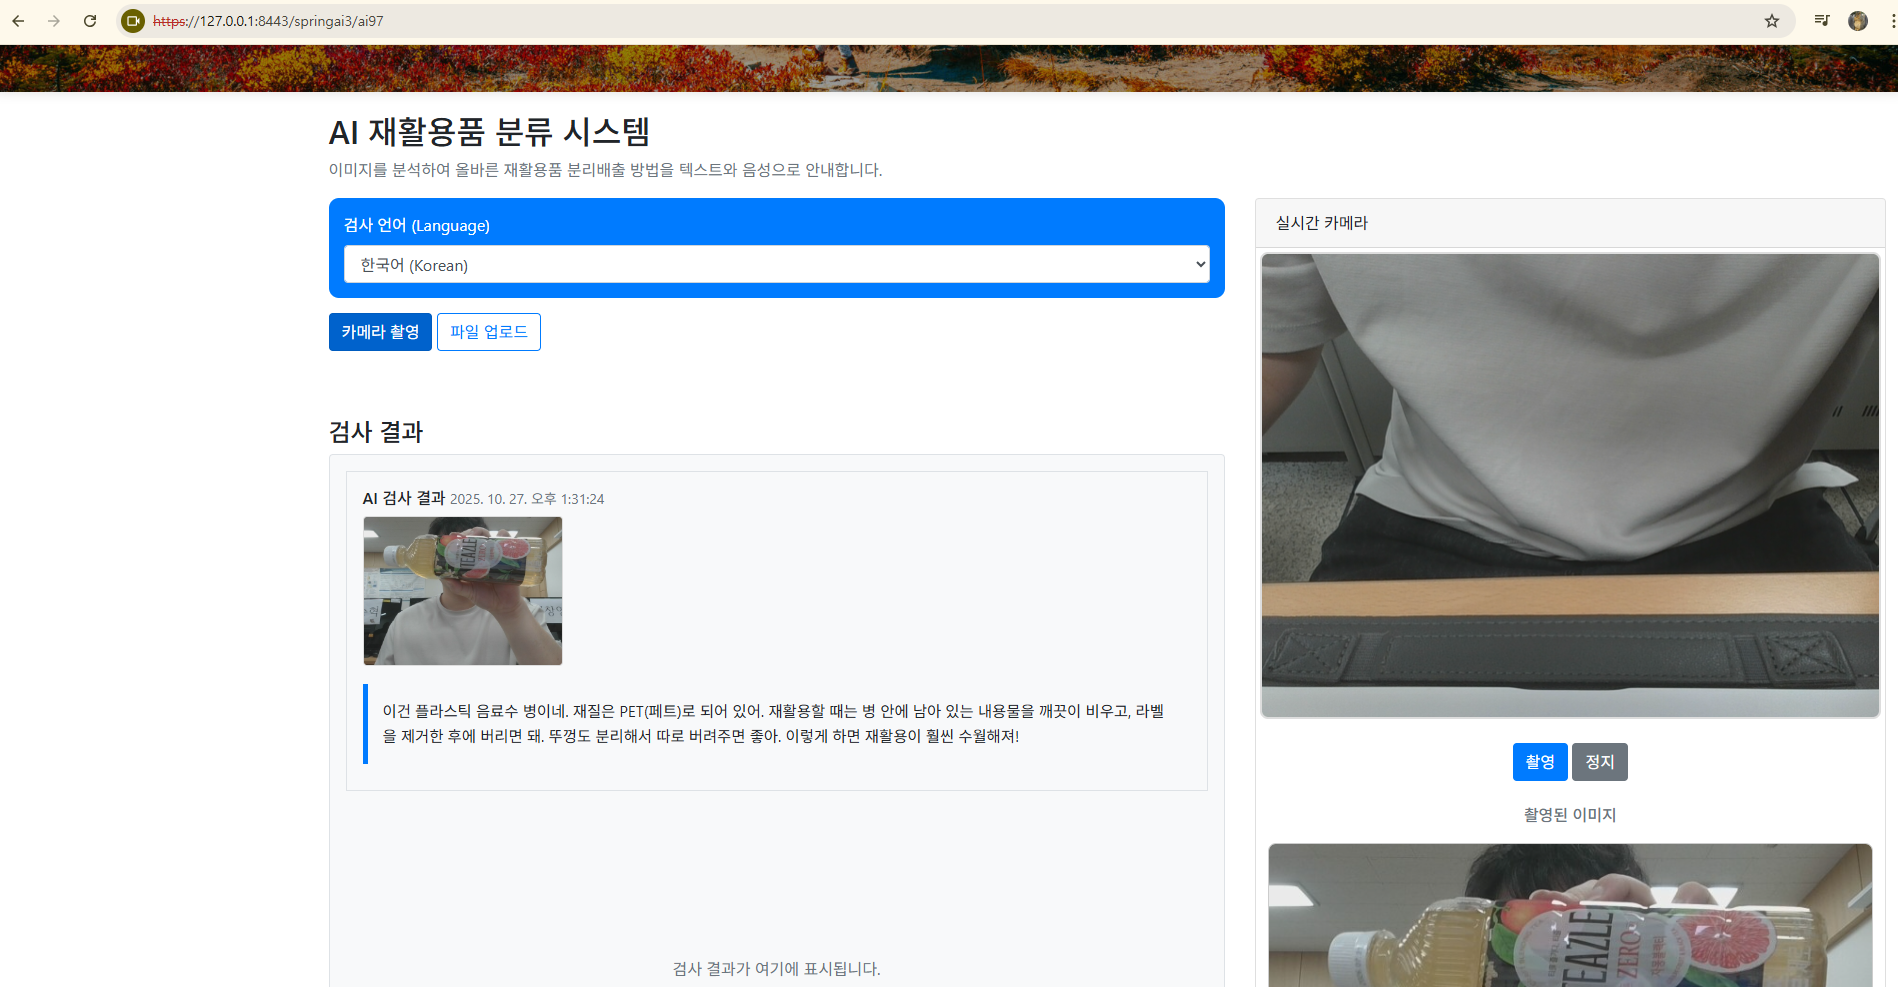 https://127.0.0.1:8443/springai3/ai97
AI 재활용품 분류 시스템
이미지를 분석하여 올바른 재활용품 분리배출 방법을 텍스트와 음성으로 안내합니다.
검사 언어 (Language)
한국어 (Korean)
카메라 촬영 파일 업로드
검사 결과
AI 검사 결과 2025. 10. 27. 오후 1:31:24
TEAZLE
ZERO
이건 플라스틱 음료수 병이네. 재질은 PET(페트)로 되어 있어. 재활용할 때는 병 안에 남아 있는 내용물을 깨끗이 비우고, 라벨
을 제거한 후에 버리면 돼. 뚜껑도 분리해서 따로 버려주면 좋아. 이렇게 하면 재활용이 훨씬 수월해져!
검사 결과가 여기에 표시됩니다.
실시간 카메라
촬영 정지
촬영된 이미지
TEAZLE
ZERO